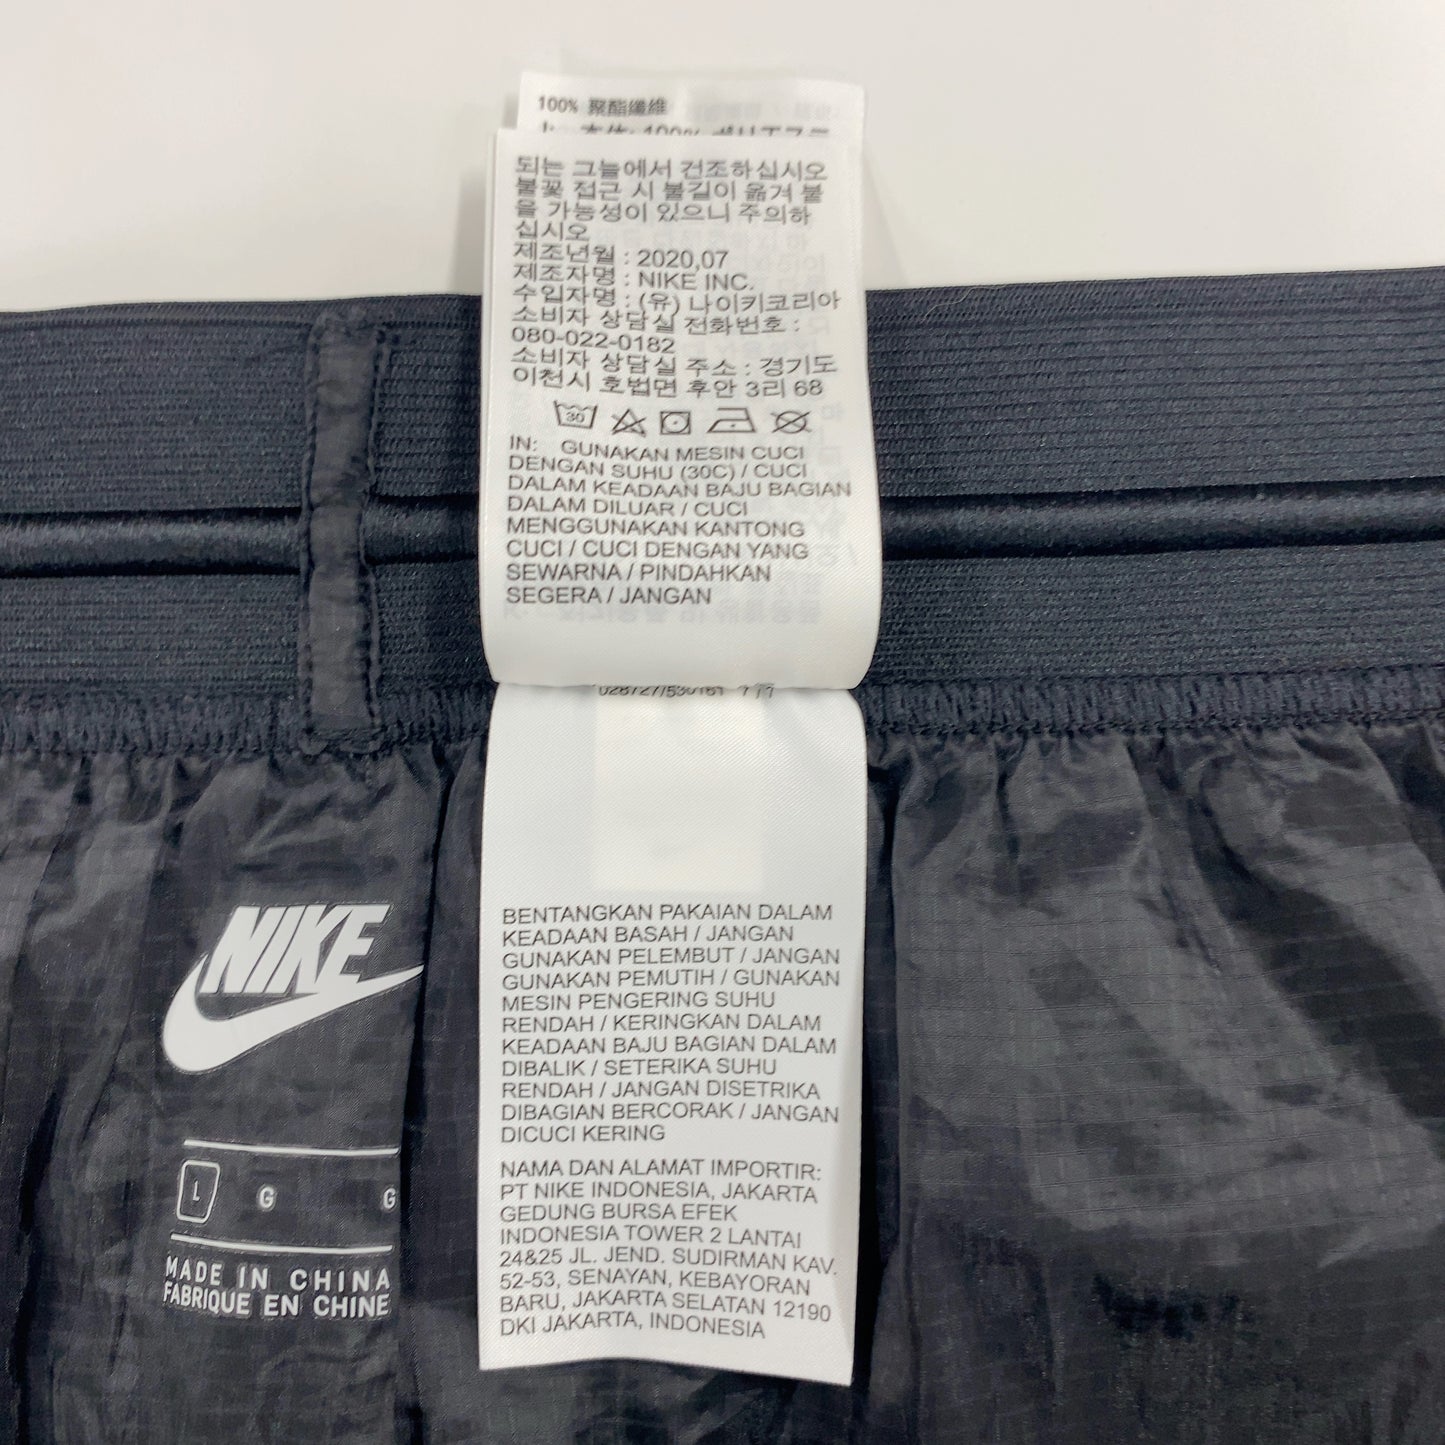 100% 聚酯纤维
되는 그늘에서 건조하십시오
불꽃 접근 시 불길이 옮겨 붙
을 가능성이 있으니 주의하
십시오
제조년월 : 2020,07
제조자명 : NIKE INC.
수입자명 : (유) 나이키코리아
소비자 상담실 전화번호 :
080-022-0182
소비자 상담실 주소 : 경기도
이천시 호법면 후안 3리 68
30
IN: GUNAKAN MESIN CUCI
DENGAN SUHU (30C) / CUCI
DALAM KEADAAN BAJU BAGIAN
DALAM DILUAR / CUCI
MENGGUNAKAN KANTONG
CUCI / CUCI DENGAN YANG
SEWARNA / PINDAHKAN
SEGERA / JANGAN
028727/530161
BENTANGKAN PAKAIAN DALAM
KEADAAN BASAH / JANGAN
GUNAKAN PELEMBUT / JANGAN
GUNAKAN PEMUTIH / GUNAKAN
MESIN PENGERING SUHU
RENDAH / KERINGKAN DALAM
KEADAAN BAJU BAGIAN DALAM
DIBALIK / SETERIKA SUHU
RENDAH / JANGAN DISETRIKA
DIBAGIAN BERCORAK / JANGAN
DICUCI KERING
NAMA DAN ALAMAT IMPORTIR:
PT NIKE INDONESIA, JAKARTA
GEDUNG BURSA EFEK
INDONESIA TOWER 2 LANTAI
24&25 JL. JEND. SUDIRMAN KAV.
52-53, SENAYAN, KEBAYORAN
BARU, JAKARTA SELATAN 12190
DKI JAKARTA, INDONESIA
NIKE
L G G
MADE IN CHINA
FABRIQUE EN CHINE